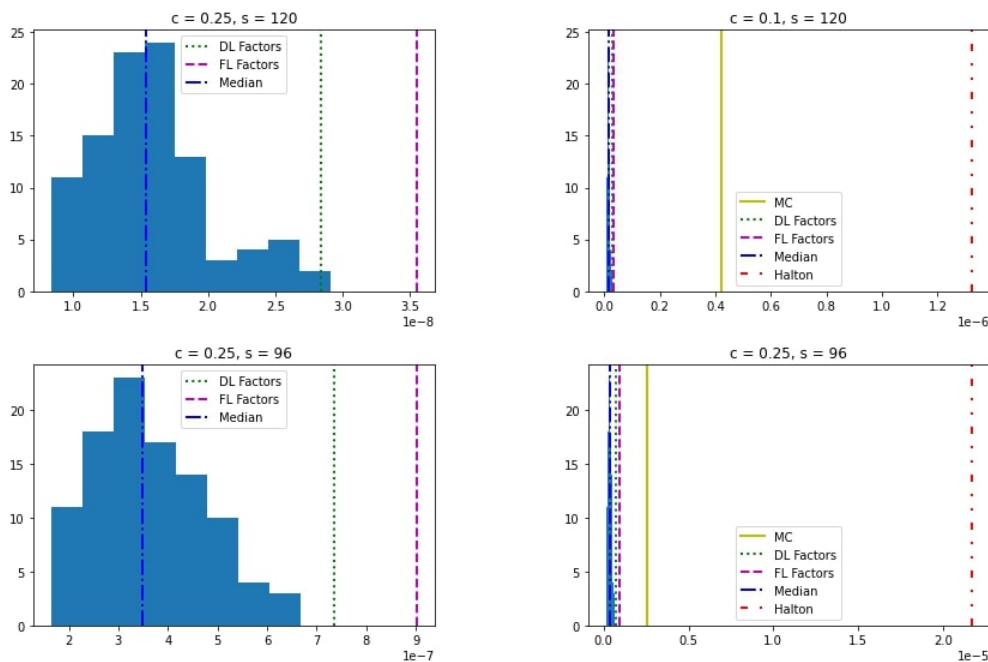 c = 0.25, s = 120
25
20
15
10
5
0
DL Factors
FL Factors
Median
1.0 1.5 2.0 2.5 3.0 3.5
1e−8
c = 0.1, s = 120
25
20
15
10
5
0
MC
DL Factors
FL Factors
Median
Halton
0.0 0.2 0.4 0.6 0.8 1.0 1.2
1e−6
c = 0.25, s = 96
20
15
10
5
0
DL Factors
FL Factors
Median
2 3 4 5 6 7 8 9
1e−7
c = 0.25, s = 96
20
15
10
5
0
MC
DL Factors
FL Factors
Median
Halton
0.0 0.5 1.0 1.5 2.0
1e−5